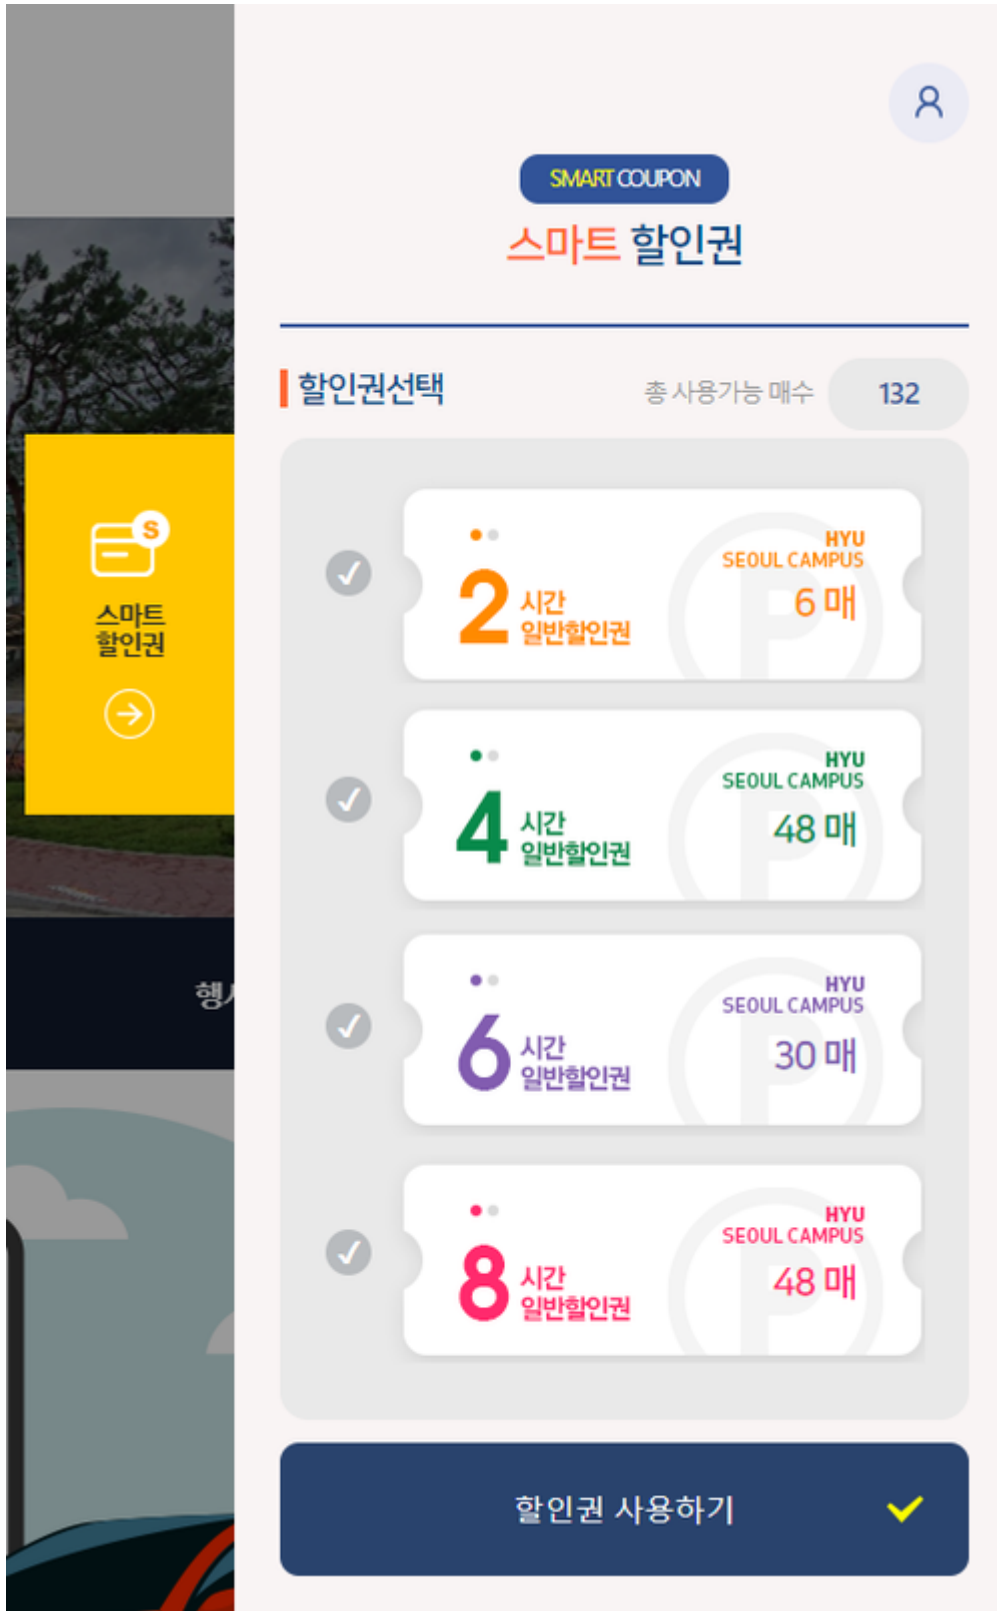 SMART COUPON
스마트 할인권
할인권선택
총 사용가능 매수 132
스마트
할인권
2 시간
일반할인권
HYU
SEOUL CAMPUS
6 매
4 시간
일반할인권
HYU
SEOUL CAMPUS
48 매
6 시간
일반할인권
HYU
SEOUL CAMPUS
30 매
8 시간
일반할인권
HYU
SEOUL CAMPUS
48 매
할인권 사용하기